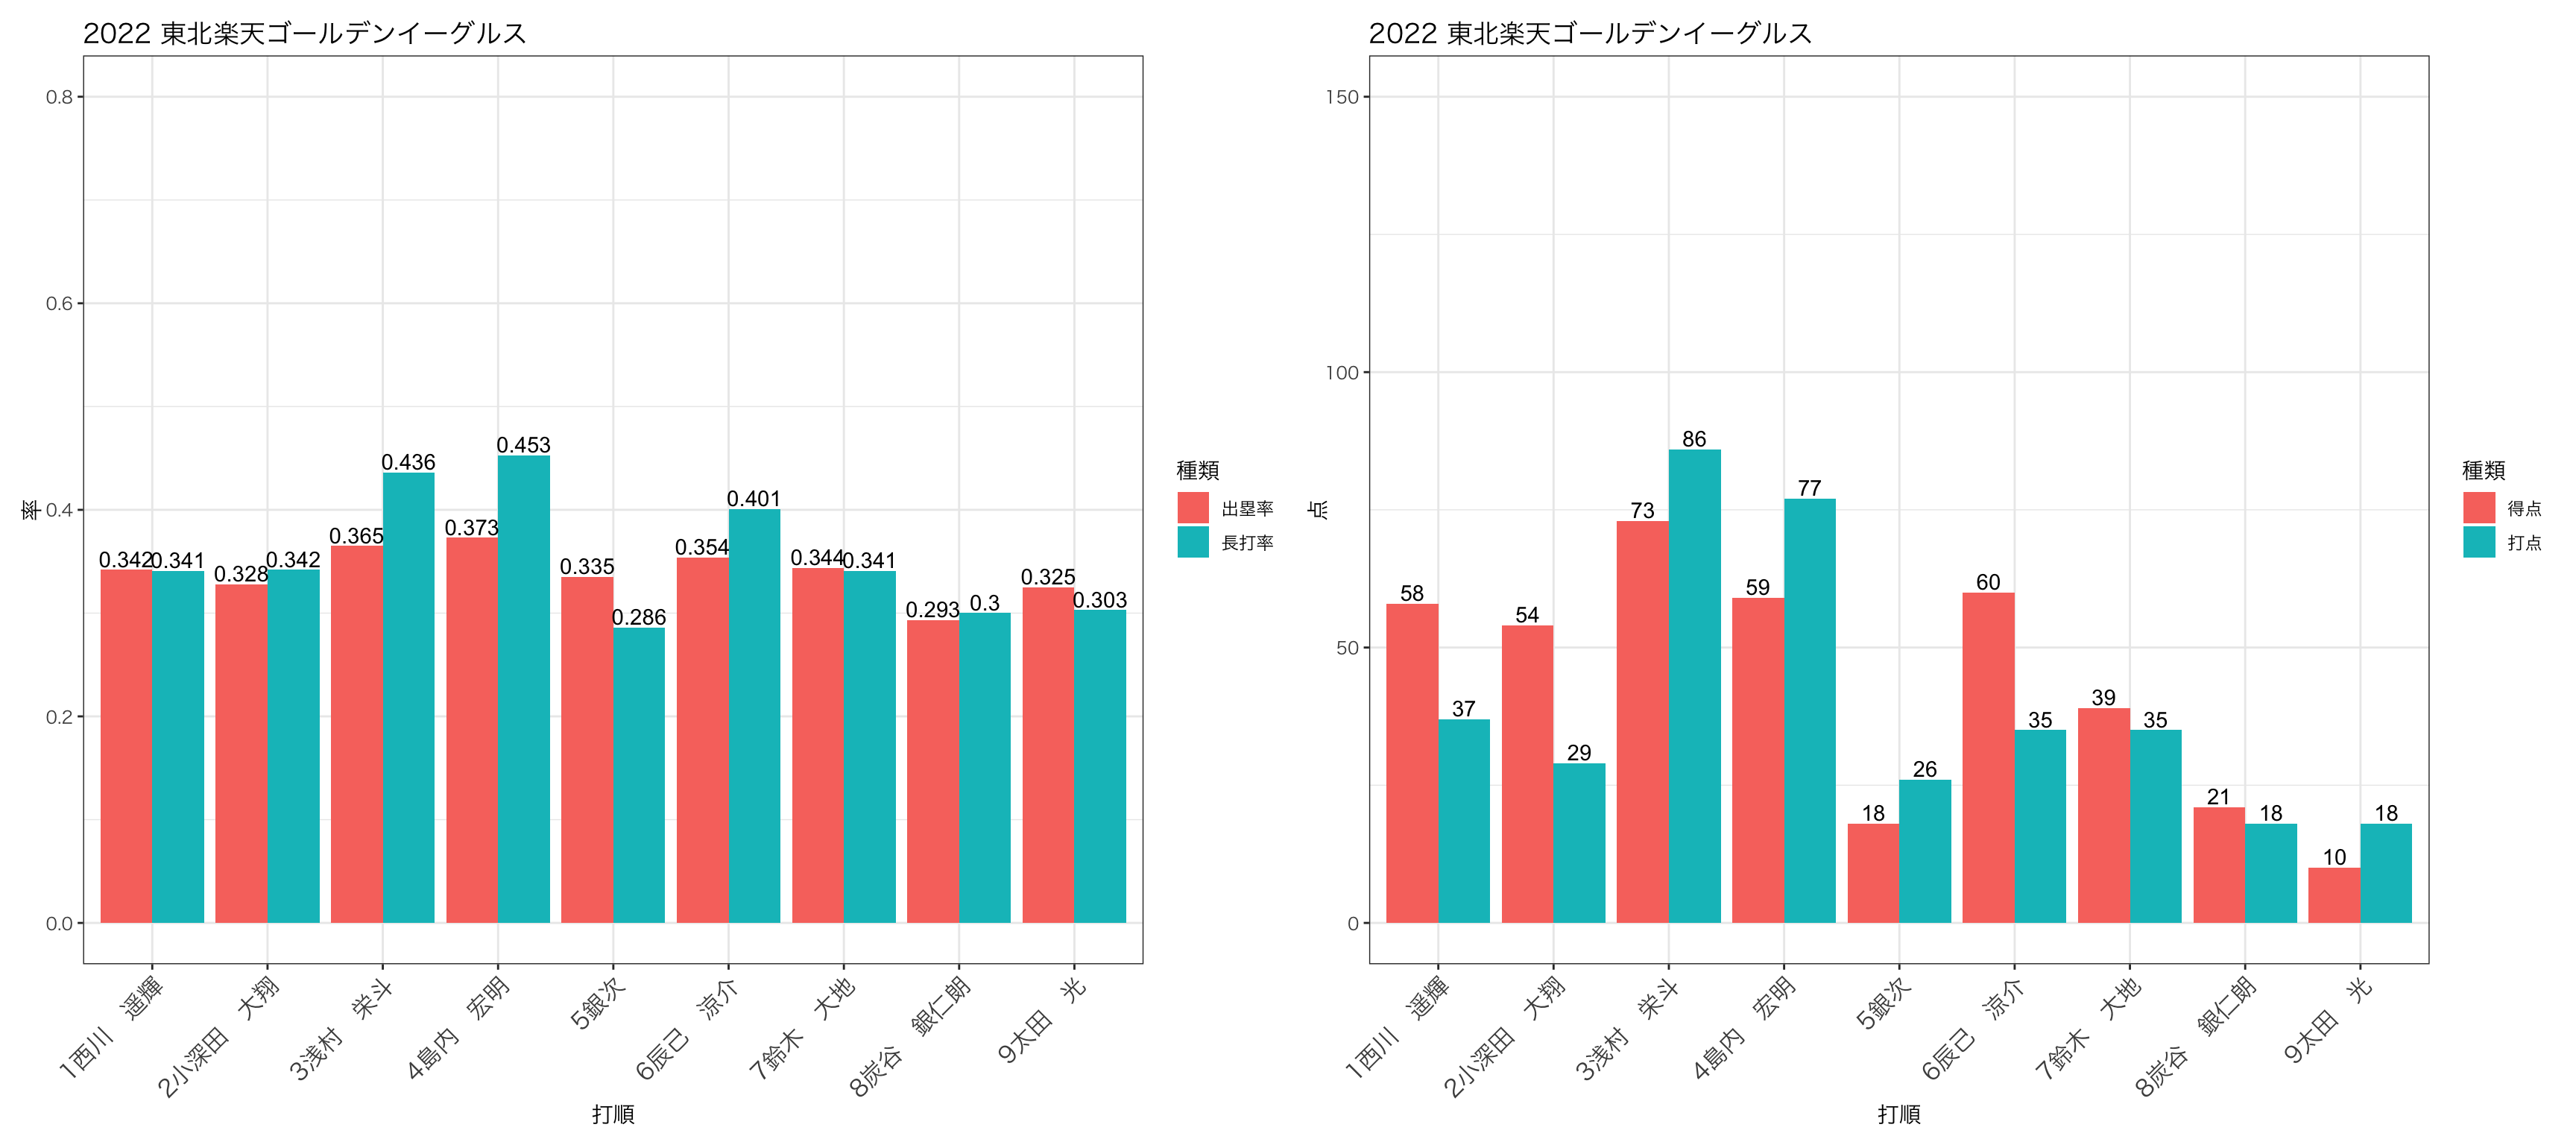 2022 東北楽天ゴールデンイーグルス
率
0.8
0.6
0.4
0.2
0.0
0.342
0.341
0.328
0.342
0.365
0.436
0.373
0.453
0.335
0.286
0.354
0.401
0.344
0.341
0.293
0.3
0.325
0.303
1西川　遥輝
2小深田　大翔
3浅村　栄斗
4島内　宏明
5銀次
6辰己　涼介
7鈴木　大地
8炭谷　銀仁朗
9太田　光
打順
種類
出塁率
長打率
2022 東北楽天ゴールデンイーグルス
点
150
100
50
0
58
37
54
29
73
86
59
77
18
26
60
35
39
35
21
18
10
18
1西川　遥輝
2小深田　大翔
3浅村　栄斗
4島内　宏明
5銀次
6辰己　涼介
7鈴木　大地
8炭谷　銀仁朗
9太田　光
打順
種類
得点
打点